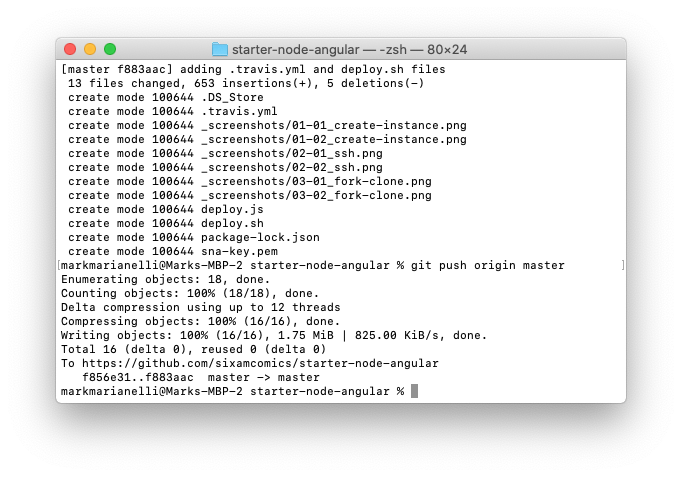 starter-node-angular — -zsh — 80×24
[master f883aac] adding .travis.yml and deploy.sh files
 13 files changed, 653 insertions(+), 5 deletions(-)
 create mode 100644 .DS_Store
 create mode 100644 .travis.yml
 create mode 100644 _screenshots/01-01_create-instance.png
 create mode 100644 _screenshots/01-02_create-instance.png
 create mode 100644 _screenshots/02-01_ssh.png
 create mode 100644 _screenshots/02-02_ssh.png
 create mode 100644 _screenshots/03-01_fork-clone.png
 create mode 100644 _screenshots/03-02_fork-clone.png
 create mode 100644 deploy.js
 create mode 100644 deploy.sh
 create mode 100644 package-lock.json
 create mode 100644 sna-key.pem
[markmarianelli@Marks-MBP-2 starter-node-angular % git push origin master ]
Enumerating objects: 18, done.
Counting objects: 100% (18/18), done.
Delta compression using up to 12 threads
Compressing objects: 100% (16/16), done.
Writing objects: 100% (16/16), 1.75 MiB | 825.00 KiB/s, done.
Total 16 (delta 0), reused 0 (delta 0)
To https://github.com/sixamcomics/starter-node-angular
   f856e31..f883aac  master -> master
markmarianelli@Marks-MBP-2 starter-node-angular %